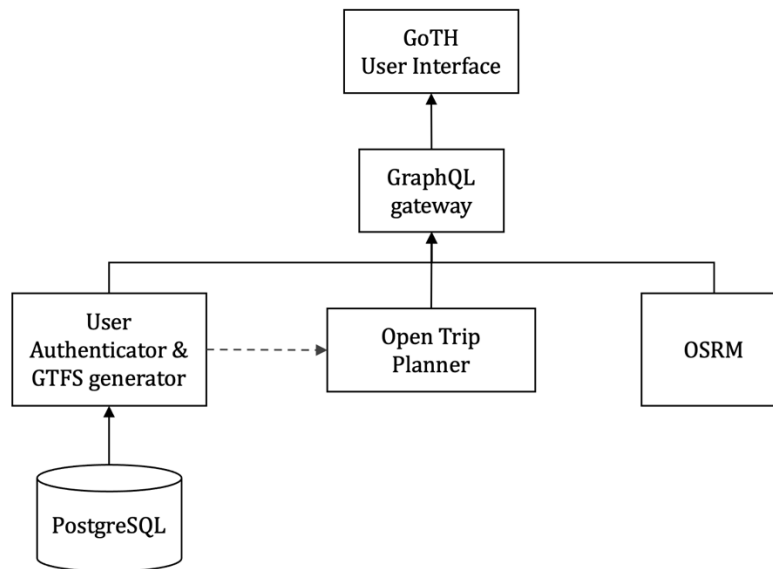 GoTH
User Interface
GraphQL
gateway
User
Authenticator &
GTFS generator
Open Trip
Planner
OSRM
PostgreSQL